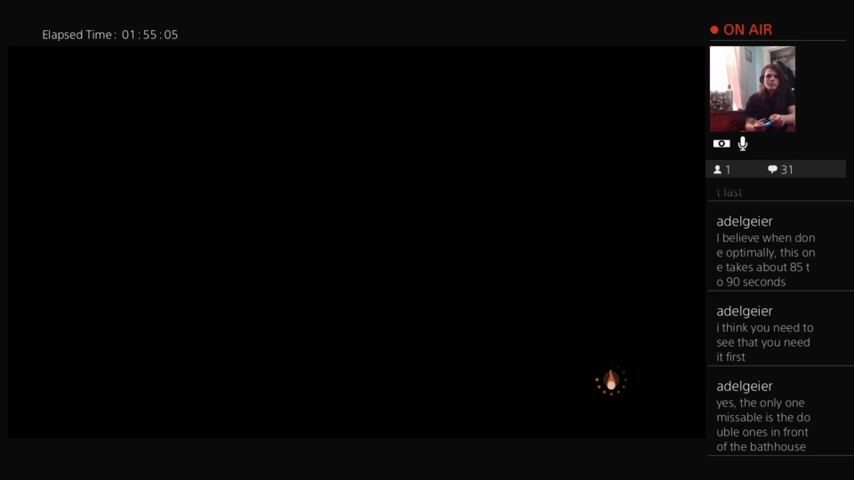 Elapsed Time: 01:55:05
ON AIR
1
31
t fast
adelgeier
I believe when don
e optimally, this on
e takes about 85 t
o 90 seconds
adelgeier
i think you need to
see that you need
it first
adelgeier
yes, the only one
missable is the do
uble ones in front
of the bathhouse